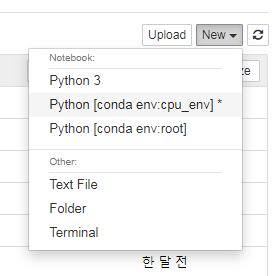 Upload New
Notebook:
ze
Python 3
Python [conda env:cpu_env] *
Python [conda env:root]
Other:
Text File
Folder
Terminal
한 달 전